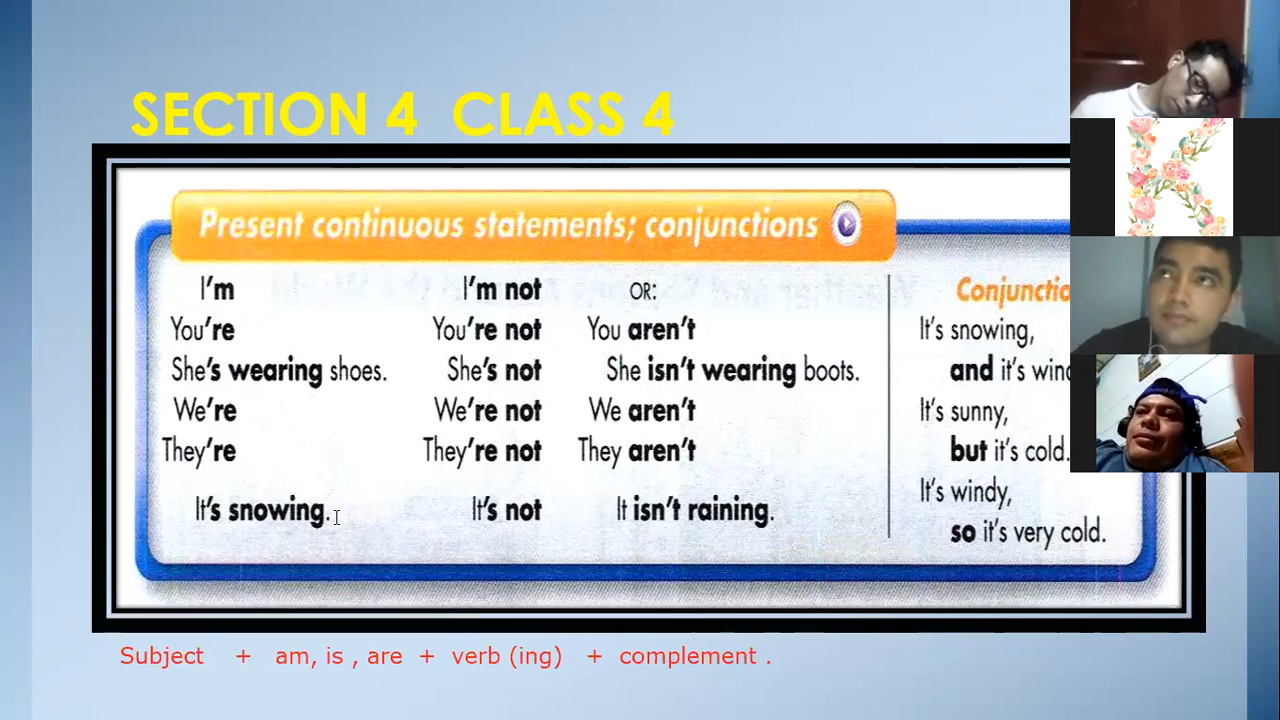 SECTION 4 CLASS 4
Present continuous statements; conjunctions
I'm I'm not OR:
You're You're not You aren't
She's wearing shoes. She's not She isn't wearing boots.
We're We're not We aren't
They're They're not They aren't
It's snowing. It's not It isn't raining.
Conjunctio
It's snowing,
and it's wind
It's sunny,
but it's cold.
It's windy,
so it's very cold.
Subject + am, is , are + verb (ing) + complement .
K